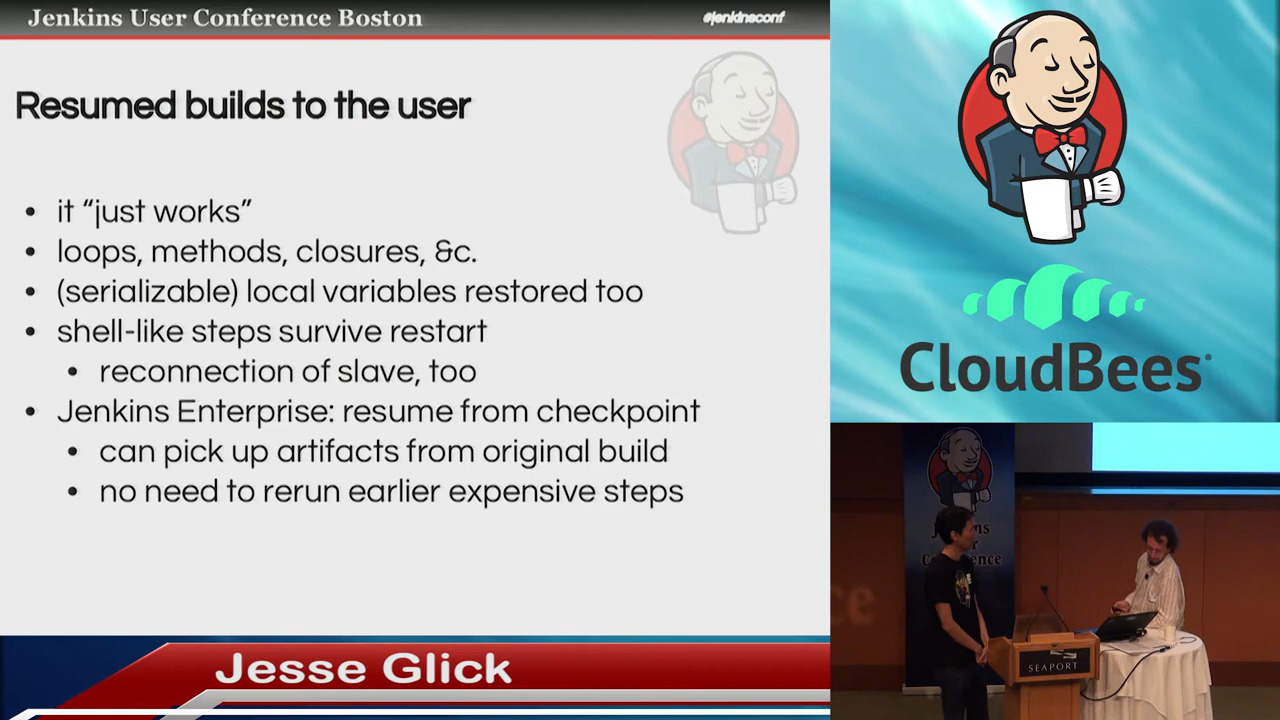 Jenkins User Conference Boston
#jenkinsconf
Resumed builds to the user
• it “just works”
• loops, methods, closures, &c.
• (serializable) local variables restored too
• shell-like steps survive restart
• reconnection of slave, too
• Jenkins Enterprise: resume from checkpoint
• can pick up artifacts from original build
• no need to rerun earlier expensive steps
Jesse Glick
CloudBees
SEAPORT